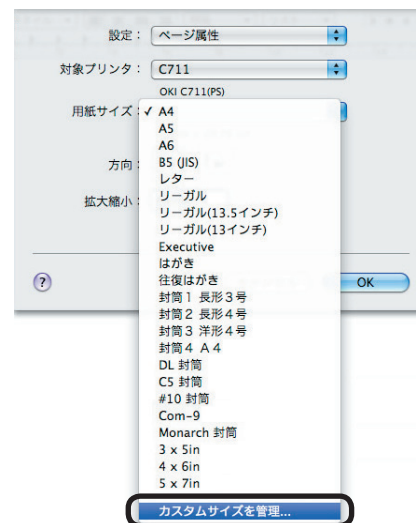 設定： ページ属性
対象プリンタ： C711
OKI C711(PS)
用紙サイズ： ✓ A4
A5
A6
方向： B5 (JIS)
レター
拡大縮小： リーガル
リーガル(13.5インチ)
リーガル(13インチ)
Executive
はがき
往復はがき
? OK
封筒1 長形3号
封筒2 長形4号
封筒3 洋形4号
封筒4 A4
DL 封筒
C5 封筒
#10 封筒
Com-9
Monarch 封筒
3 x 5in
4 x 6in
5 x 7in
カスタムサイズを管理...